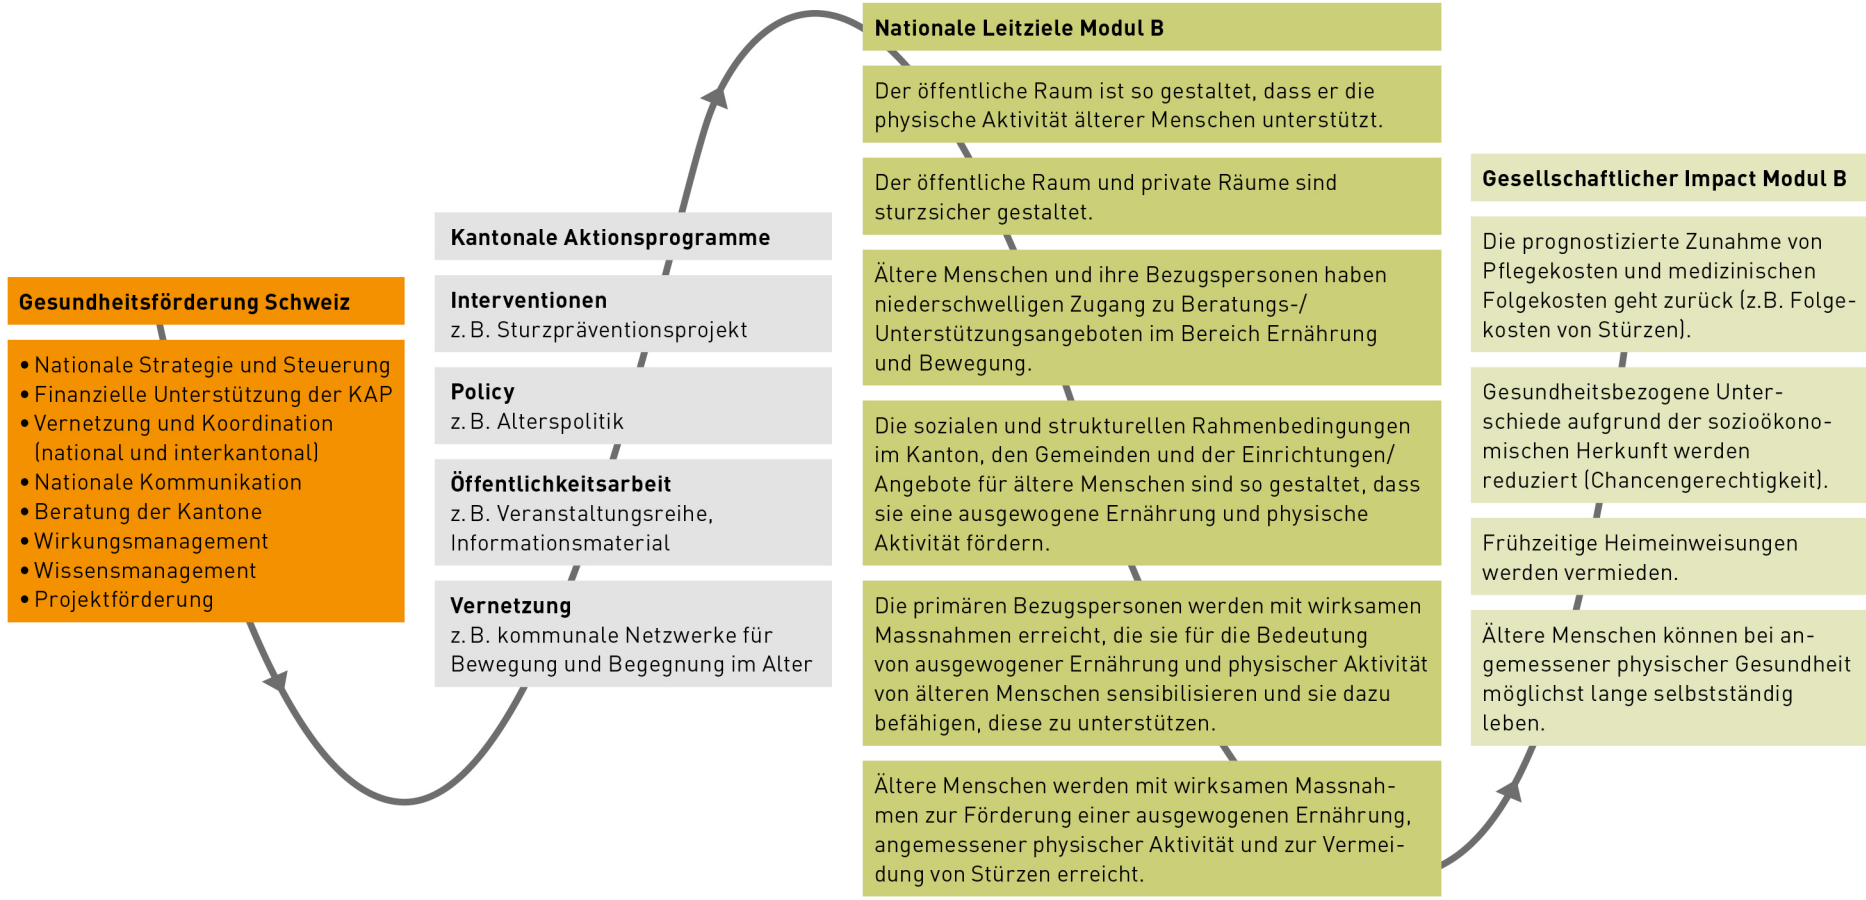 Gesundheitsförderung Schweiz
• Nationale Strategie und Steuerung
• Finanzielle Unterstützung der KAP
• Vernetzung und Koordination
(national und interkantonal)
• Nationale Kommunikation
• Beratung der Kantone
• Wirkungsmanagement
• Wissensmanagement
• Projektförderung
Kantonale Aktionsprogramme
Interventionen
z. B. Sturzpräventionsprojekt
Policy
z. B. Alterspolitik
Öffentlichkeitsarbeit
z. B. Veranstaltungsreihe,
Informationsmaterial
Vernetzung
z. B. kommunale Netzwerke für
Bewegung und Begegnung im Alter
Nationale Leitziele Modul B
Der öffentliche Raum ist so gestaltet, dass er die
physische Aktivität älterer Menschen unterstützt.
Der öffentliche Raum und private Räume sind
sturzsicher gestaltet.
Ältere Menschen und ihre Bezugspersonen haben
niederschwelligen Zugang zu Beratungs-/
Unterstützungsangeboten im Bereich Ernährung
und Bewegung.
Die sozialen und strukturellen Rahmenbedingungen
im Kanton, den Gemeinden und der Einrichtungen/
Angebote für ältere Menschen sind so gestaltet, dass
sie eine ausgewogene Ernährung und physische
Aktivität fördern.
Die primären Bezugspersonen werden mit wirksamen
Massnahmen erreicht, die sie für die Bedeutung
von ausgewogener Ernährung und physischer Aktivität
von älteren Menschen sensibilisieren und sie dazu
befähigen, diese zu unterstützen.
Ältere Menschen werden mit wirksamen Massnah-
men zur Förderung einer ausgewogenen Ernährung,
angemessener physischer Aktivität und zur Vermei-
dung von Stürzen erreicht.
Gesellschaftlicher Impact Modul B
Die prognostizierte Zunahme von
Pflegekosten und medizinischen
Folgekosten geht zurück (z.B. Folge-
kosten von Stürzen).
Gesundheitsbezogene Unter-
schiede aufgrund der sozioökono-
mischen Herkunft werden
reduziert (Chancengerechtigkeit).
Frühzeitige Heimeinweisungen
werden vermieden.
Ältere Menschen können bei an-
gemessener physischer Gesundheit
möglichst lange selbstständig
leben.